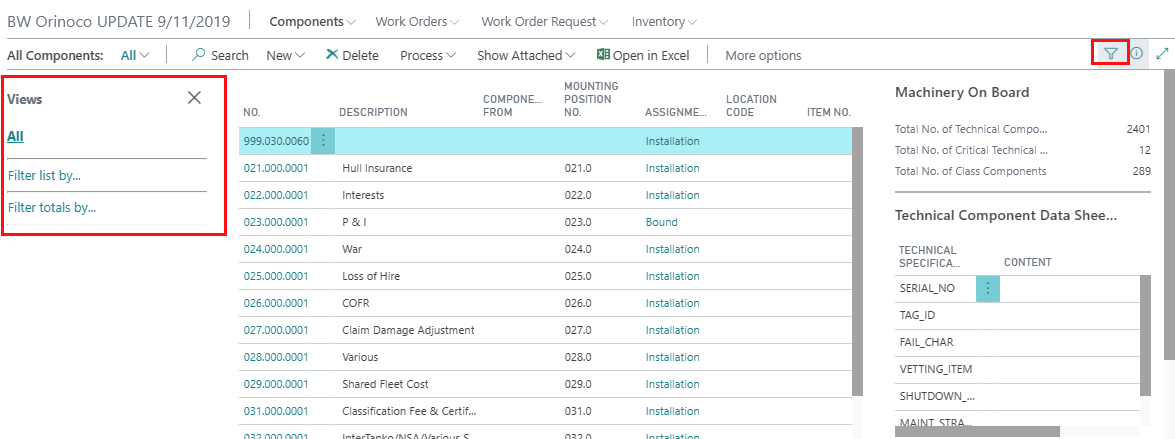 BW Orinoco UPDATE 9/11/2019 Components Work Orders Work Order Request Inventory
All Components: All Search New Delete Process Show Attached Open in Excel More options
Views
All
Filter list by...
Filter totals by...
NO. DESCRIPTION COMPONE... FROM MOUNTING POSITION NO. ASSIGNME... LOCATION CODE ITEM NO.
999.030.0060 Installation
021.000.0001 Hull Insurance 021.0 Installation
022.000.0001 Interests 022.0 Installation
023.000.0001 P & I 023.0 Bound
024.000.0001 War 024.0 Installation
025.000.0001 Loss of Hire 025.0 Installation
026.000.0001 COFR 026.0 Installation
027.000.0001 Claim Damage Adjustment 027.0 Installation
028.000.0001 Various 028.0 Installation
029.000.0001 Shared Fleet Cost 029.0 Installation
031.000.0001 Classification Fee & Certif... 031.0 Installation
032.000.0001 InterTanko/NSA/Various S... 032.0 Installation
Machinery On Board
Total No. of Technical Compo... 2401
Total No. of Critical Technical ... 12
Total No. of Class Components 289
Technical Component Data Shee...
TECHNICAL SPECIFICA... CONTENT
SERIAL_NO
TAG_ID
FAIL_CHAR
VETTING_ITEM
SHUTDOWN_...
MAINT_STRA...